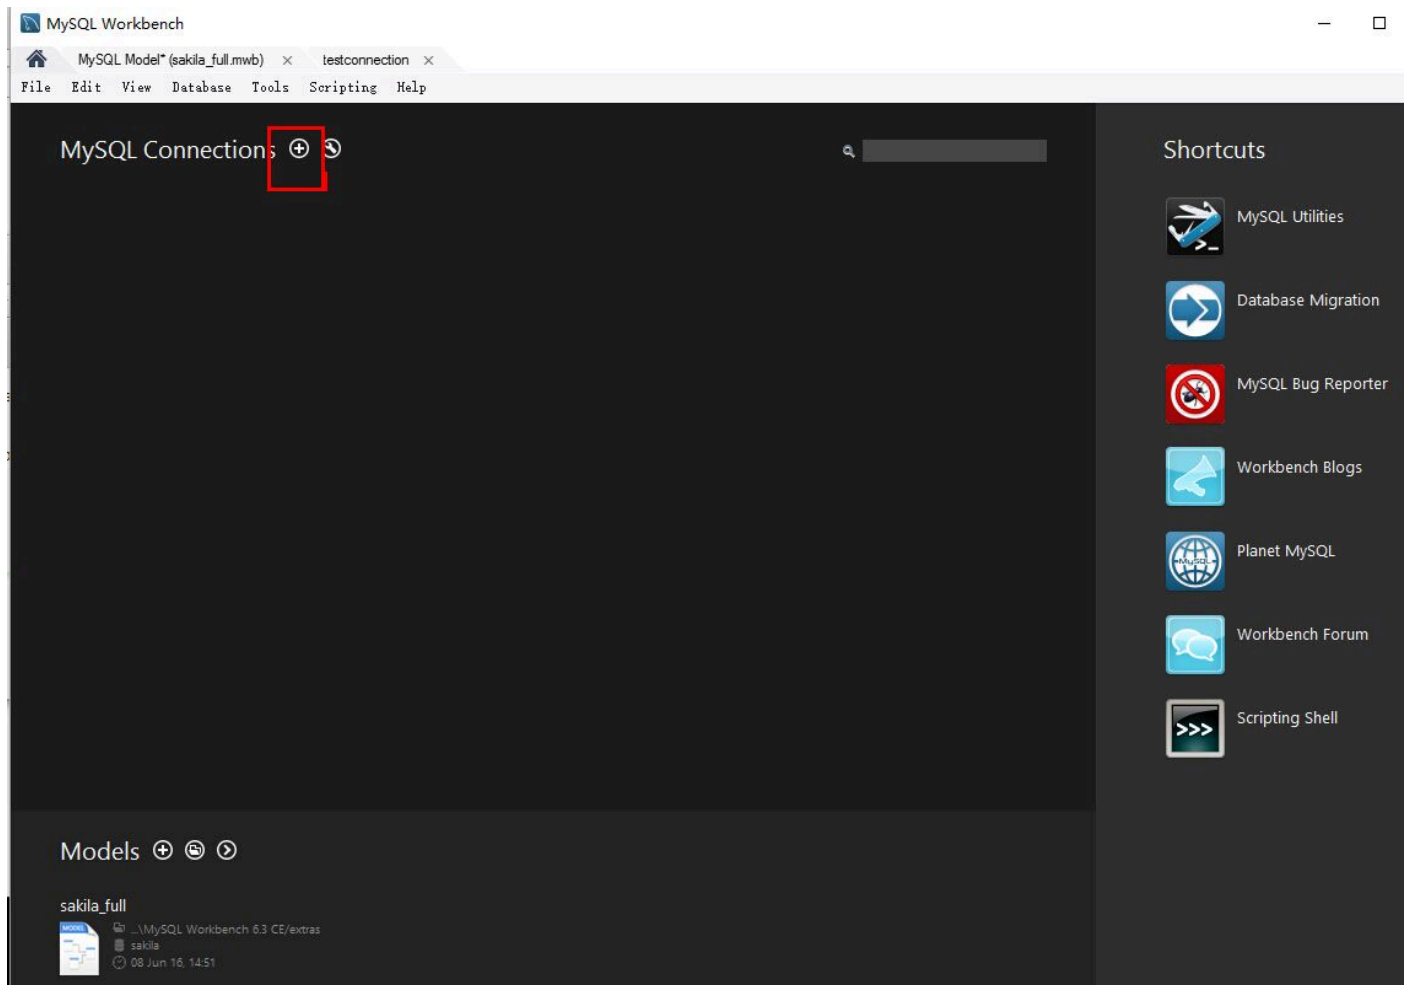 MySQL Workbench
MySQL Model* (sakila_full.mwb) × testconnection ×
File Edit View Database Tools Scripting Help
MySQL Connections
Shortcuts
MySQL Utilities
Database Migration
MySQL Bug Reporter
Workbench Blogs
Planet MySQL
Workbench Forum
>>>
Scripting Shell
Models
sakila_full
MODEL
...\MySQL Workbench 6.3 CE/extras
sakila
08 Jun 16, 14:51